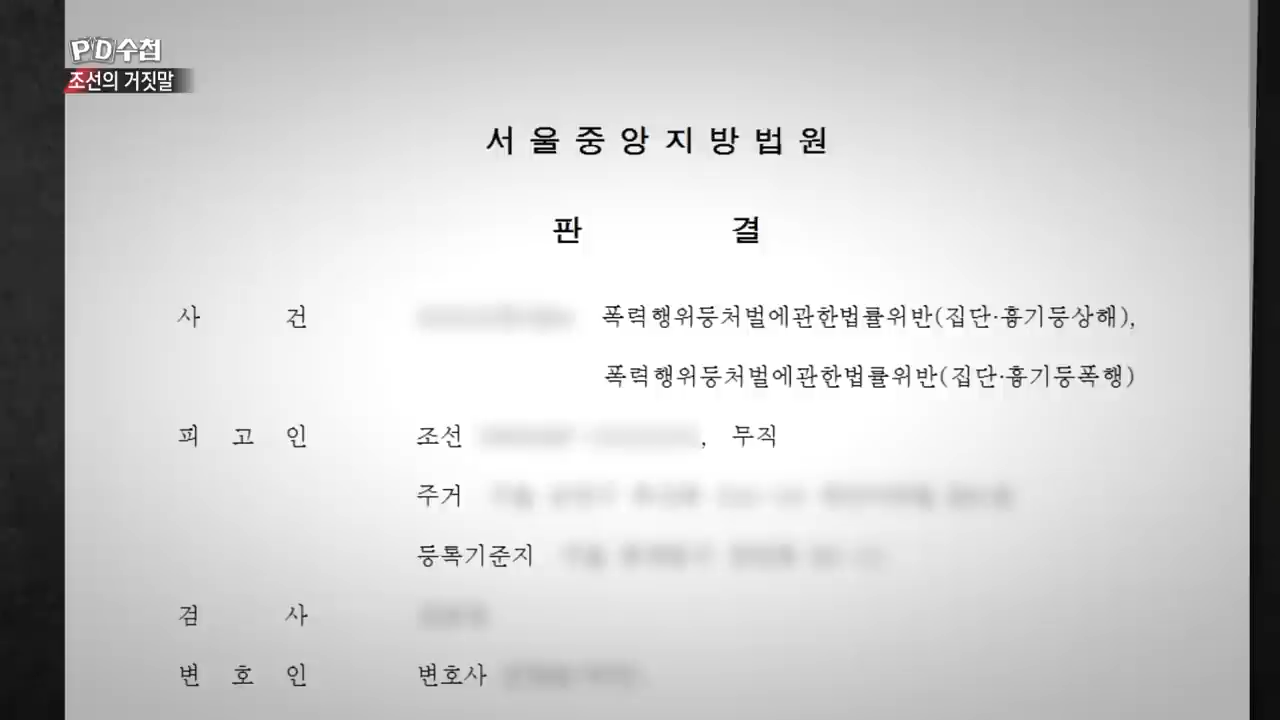 PD수첩
조선의 거짓말
서울중앙지방법원
판 결
사 건 폭력행위등처벌에관한법률위반(집단·흉기등상해),
폭력행위등처벌에관한법률위반(집단·흉기등폭행)
피 고 인 조선 , 무직
주거
등록기준지
검 사
변 호 인 변호사